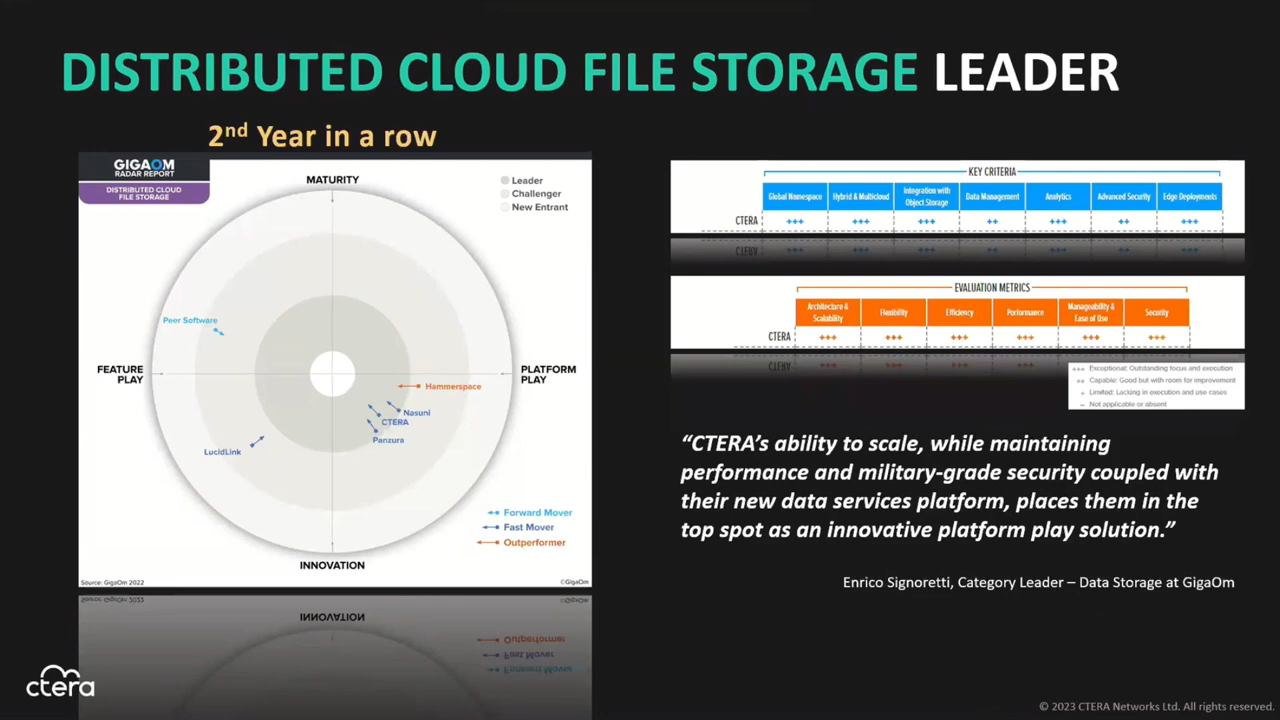 DISTRIBUTED CLOUD FILE STORAGE LEADER
2nd Year in a row
GIGAOM
RADAR REPORT
DISTRIBUTED CLOUD
FILE STORAGE
MATURITY
Leader
Challenger
New Entrant
Peer Software
FEATURE
PLAY
PLATFORM
PLAY
Hammerspace
Nasuni
CTERA
Panzura
LucidLink
Forward Mover
Fast Mover
Outperformer
INNOVATION
Source: GigaOm 2022
©GigaOm
KEY CRITERIA
Global Namespace
Hybrid & Multicloud
Integration with
Object Storage
Data Management
Analytics
Advanced Security
Edge Deployments
CTERA +++ +++ +++ ++ +++ ++ +++
EVALUATION METRICS
Architecture &
Scalability
Flexibility
Efficiency
Performance
Manageability &
Ease of Use
Security
CTERA +++ +++ +++ +++ +++ +++
+++ Exceptional: Outstanding focus and execution
++ Capable: Good but with room for improvement
+ Limited: Lacking in execution and use cases
– Not applicable or absent
“CTERA’s ability to scale, while maintaining
performance and military-grade security coupled with
their new data services platform, places them in the
top spot as an innovative platform play solution.”
Enrico Signoretti, Category Leader – Data Storage at GigaOm
ctera
© 2023 CTERA Networks Ltd. All rights reserved.